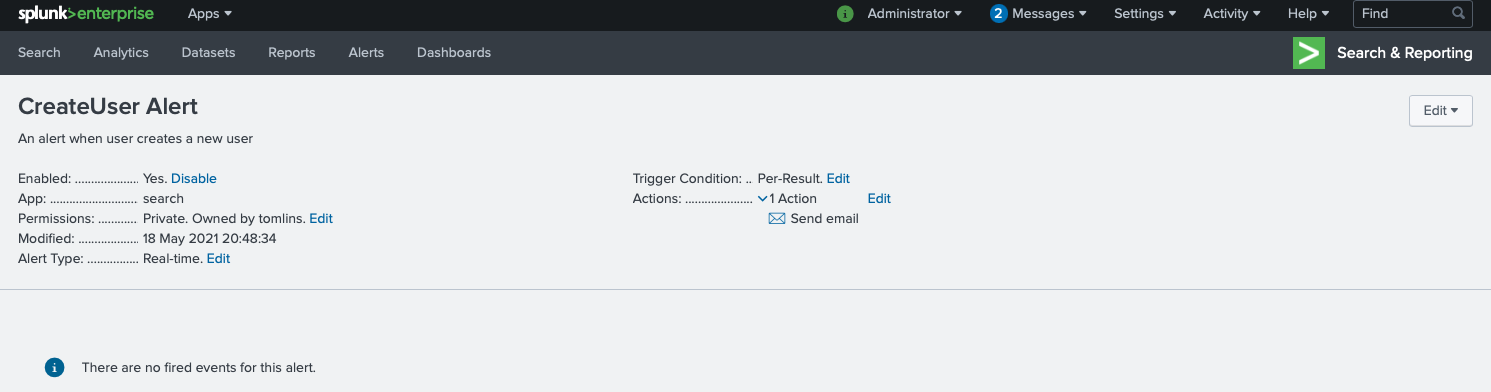 splunk>enterprise Apps i Administrator 2 Messages Settings Activity Help Find
Search Analytics Datasets Reports Alerts Dashboards > Search & Reporting
CreateUser Alert Edit
An alert when user creates a new user
Enabled: .................... Yes. Disable Trigger Condition: .. Per-Result. Edit
App: ........................... search Actions: ..................... 1 Action Edit
Permissions: ............ Private. Owned by tomlins. Edit Send email
Modified: ................... 18 May 2021 20:48:34
Alert Type: ................ Real-time. Edit
i There are no fired events for this alert.